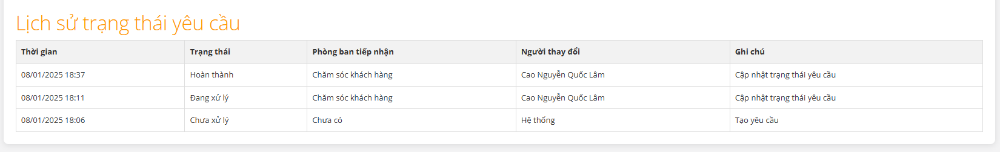 Lịch sử trạng thái yêu cầu
Thời gian Trạng thái Phòng ban tiếp nhận Người thay đổi Ghi chú
08/01/2025 18:37 Hoàn thành Chăm sóc khách hàng Cao Nguyễn Quốc Lâm Cập nhật trạng thái yêu cầu
08/01/2025 18:11 Đang xử lý Chăm sóc khách hàng Cao Nguyễn Quốc Lâm Cập nhật trạng thái yêu cầu
08/01/2025 18:06 Chưa xử lý Chưa có Hệ thống Tạo yêu cầu